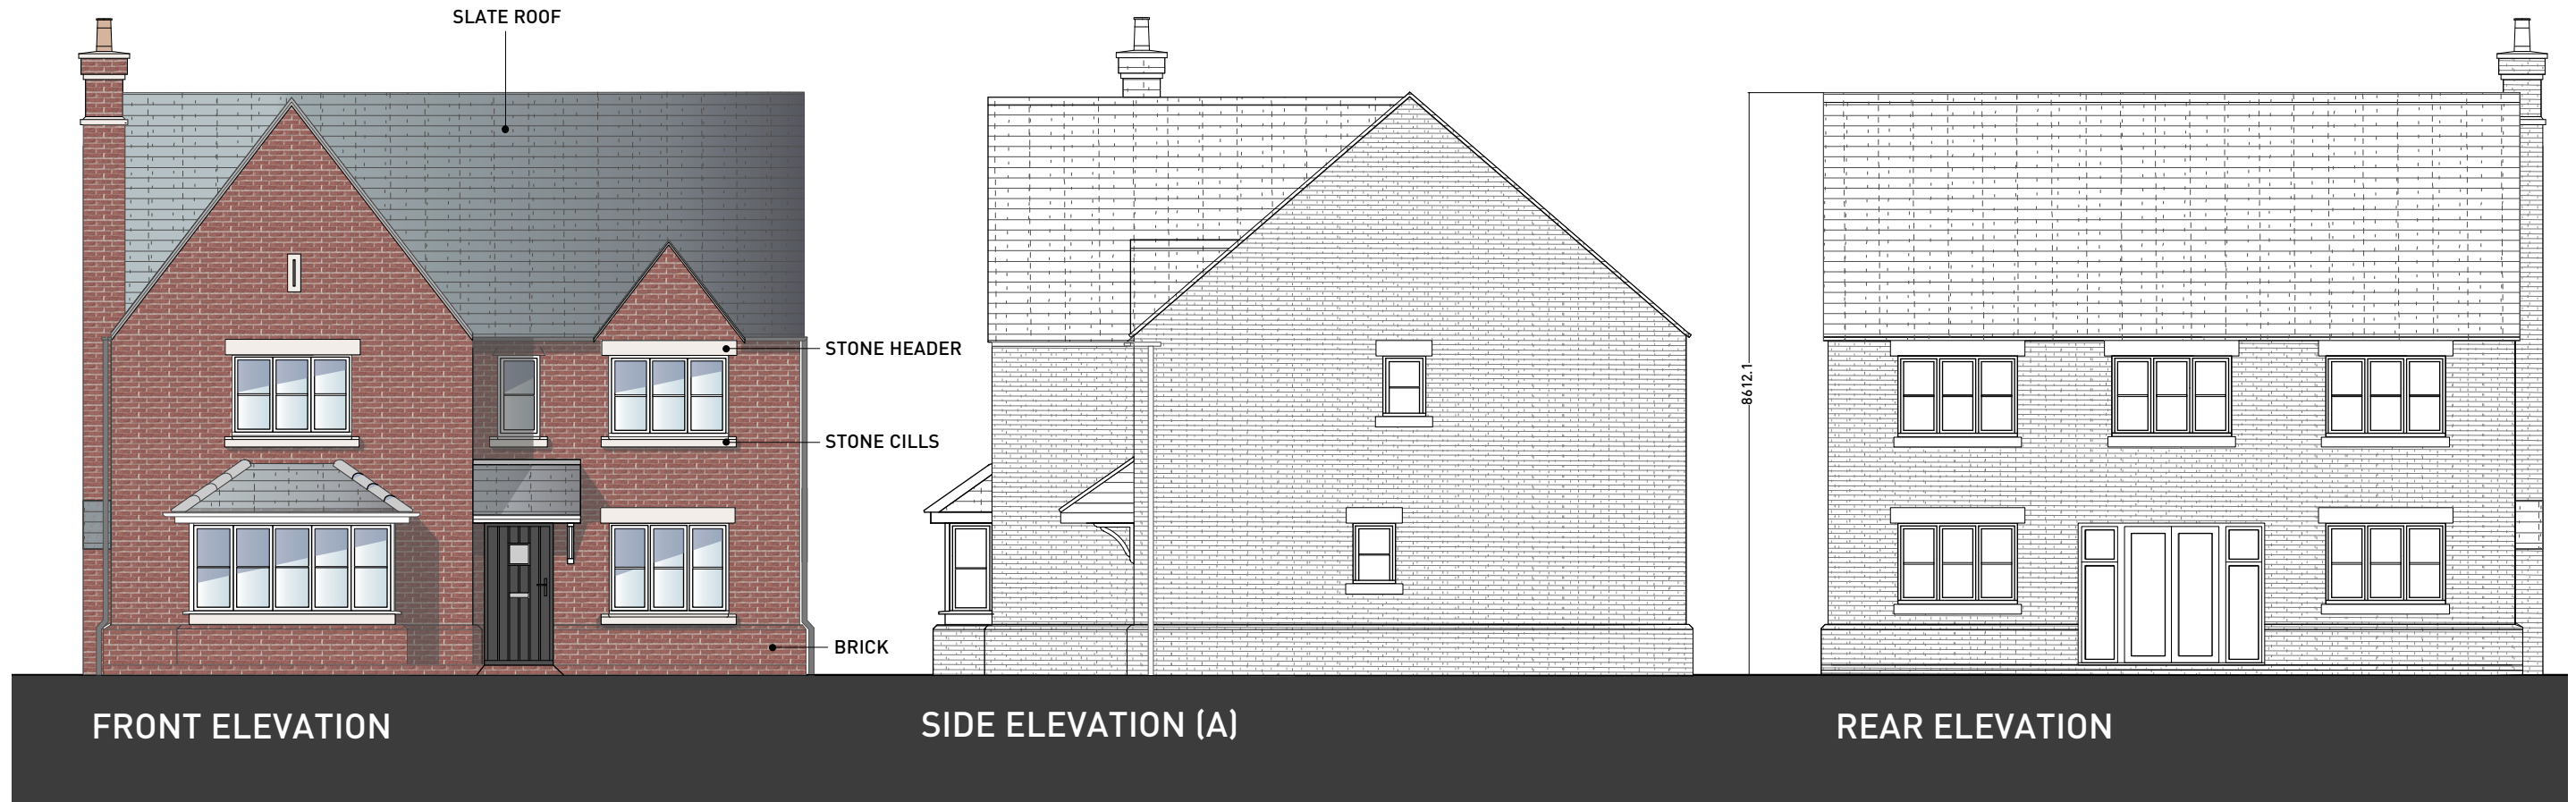 SLATE ROOF
STONE HEADER
STONE CILLS
BRICK
8612.1
FRONT ELEVATION
SIDE ELEVATION (A)
REAR ELEVATION